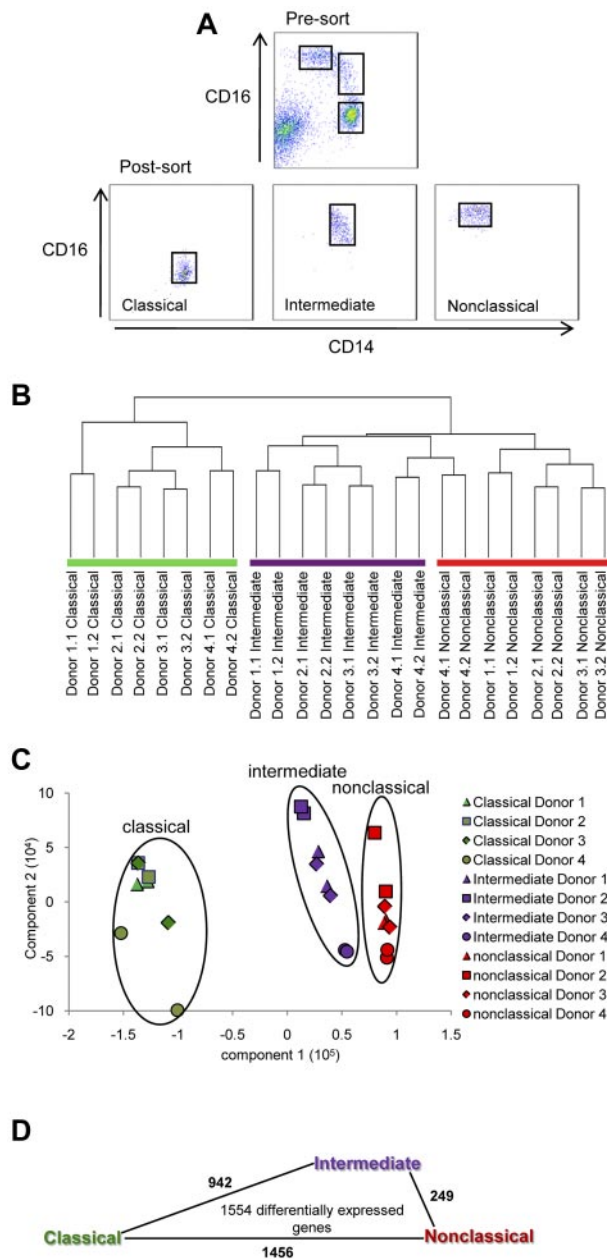 A
Pre-sort
CD16
Post-sort
CD16
Classical
Intermediate
Nonclassical
CD14
B
Donor 1.1 Classical
Donor 1.2 Classical
Donor 2.1 Classical
Donor 2.2 Classical
Donor 3.1 Classical
Donor 3.2 Classical
Donor 4.1 Classical
Donor 4.2 Classical
Donor 1.1 Intermediate
Donor 1.2 Intermediate
Donor 2.1 Intermediate
Donor 2.2 Intermediate
Donor 3.1 Intermediate
Donor 3.2 Intermediate
Donor 4.1 Intermediate
Donor 4.2 Intermediate
Donor 4.1 Nonclassical
Donor 4.2 Nonclassical
Donor 1.1 Nonclassical
Donor 1.2 Nonclassical
Donor 2.1 Nonclassical
Donor 2.2 Nonclassical
Donor 3.1 Nonclassical
Donor 3.2 Nonclassical
C
Component 2 (10⁴)
10
5
0
-5
-10
-2
-1.5
-1
0
0.5
1
1.5
component 1 (10⁵)
classical
intermediate
nonclassical
Classical Donor 1
Classical Donor 2
Classical Donor 3
Classical Donor 4
Intermediate Donor 1
Intermediate Donor 2
Intermediate Donor 3
Intermediate Donor 4
nonclassical Donor 1
nonclassical Donor 2
nonclassical Donor 3
nonclassical Donor 4
D
Intermediate
942
249
1554 differentially expressed
genes
Classical
Nonclassical
1456